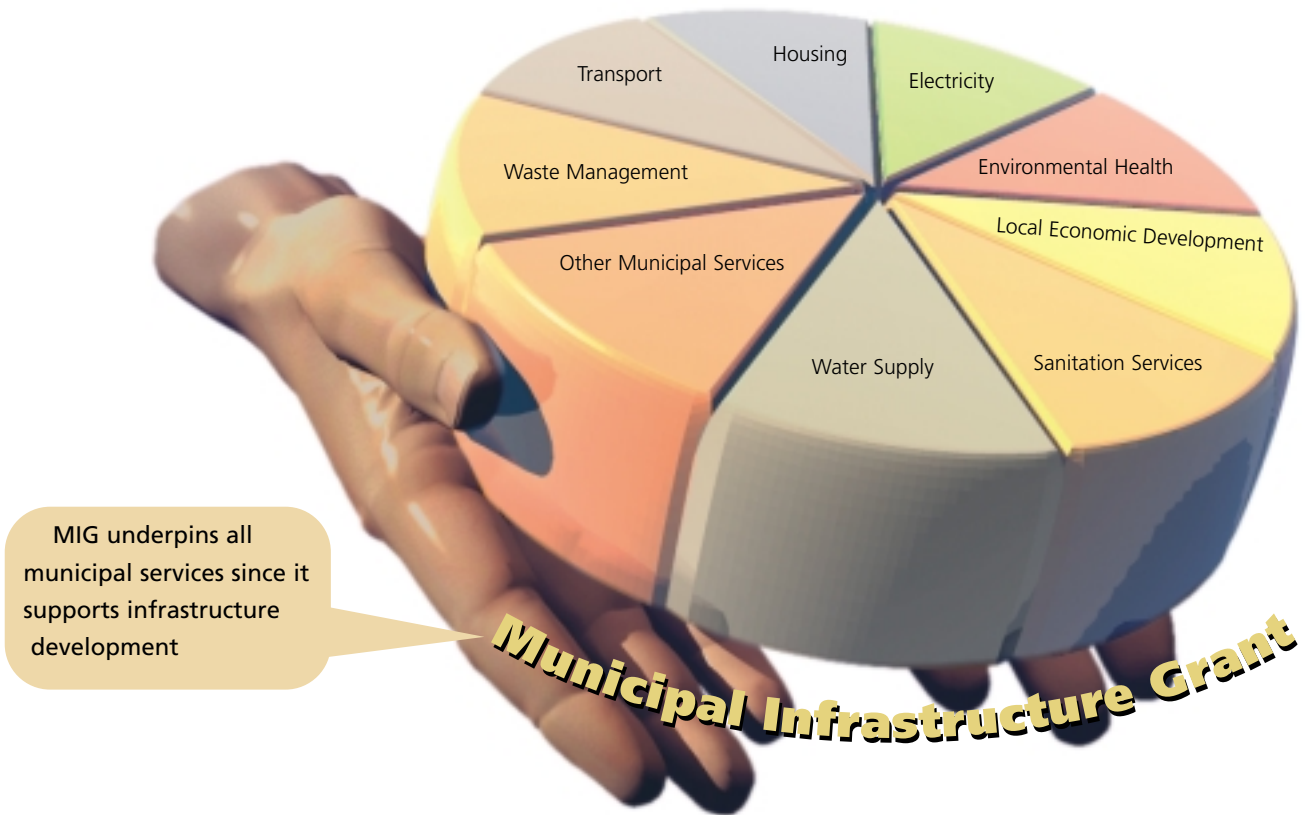 Housing
Transport
Electricity
Waste Management
Environmental Health
Local Economic Development
Other Municipal Services
Water Supply
Sanitation Services
MIG underpins all
municipal services since it
supports infrastructure
development
Municipal Infrastructure Grant